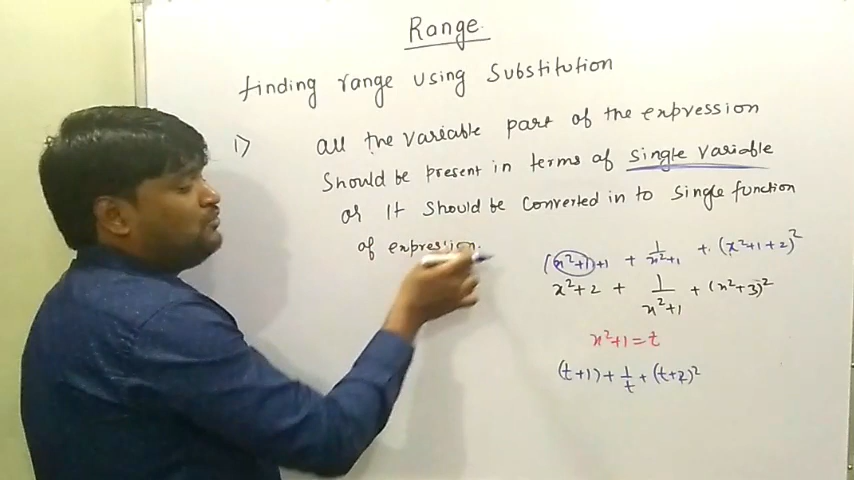 Range.
finding range using Substitution
1) all the variable part of the expression
Should be present in terms of single variable
or It should be converted in to single function
of expression.
(x²+1)+1 + 1/x²+1 + (x²+1+2)²
x²+2 + 1/x²+1 + (x²+3)²
x²+1=t
(t+1)+1/t+(t+2)²